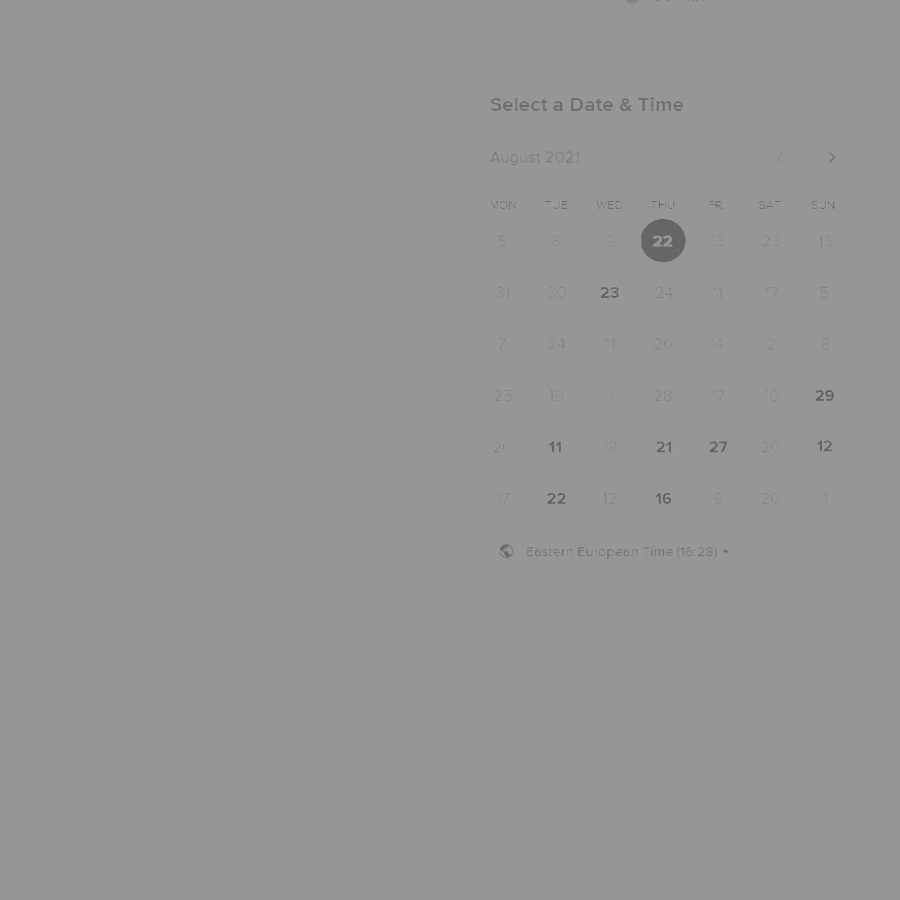 Select a Date & Time
August 2021
MON TUE WED THU FRI SAT SUN
5 6 9 22 13 25 15
31 30 23 24 11 17 5
7 24 11 20 14 2 8
25 19 1 28 17 10 29
20 11 18 21 27 20 12
17 22 12 16 9 20 1
Eastern European Time (16:28)